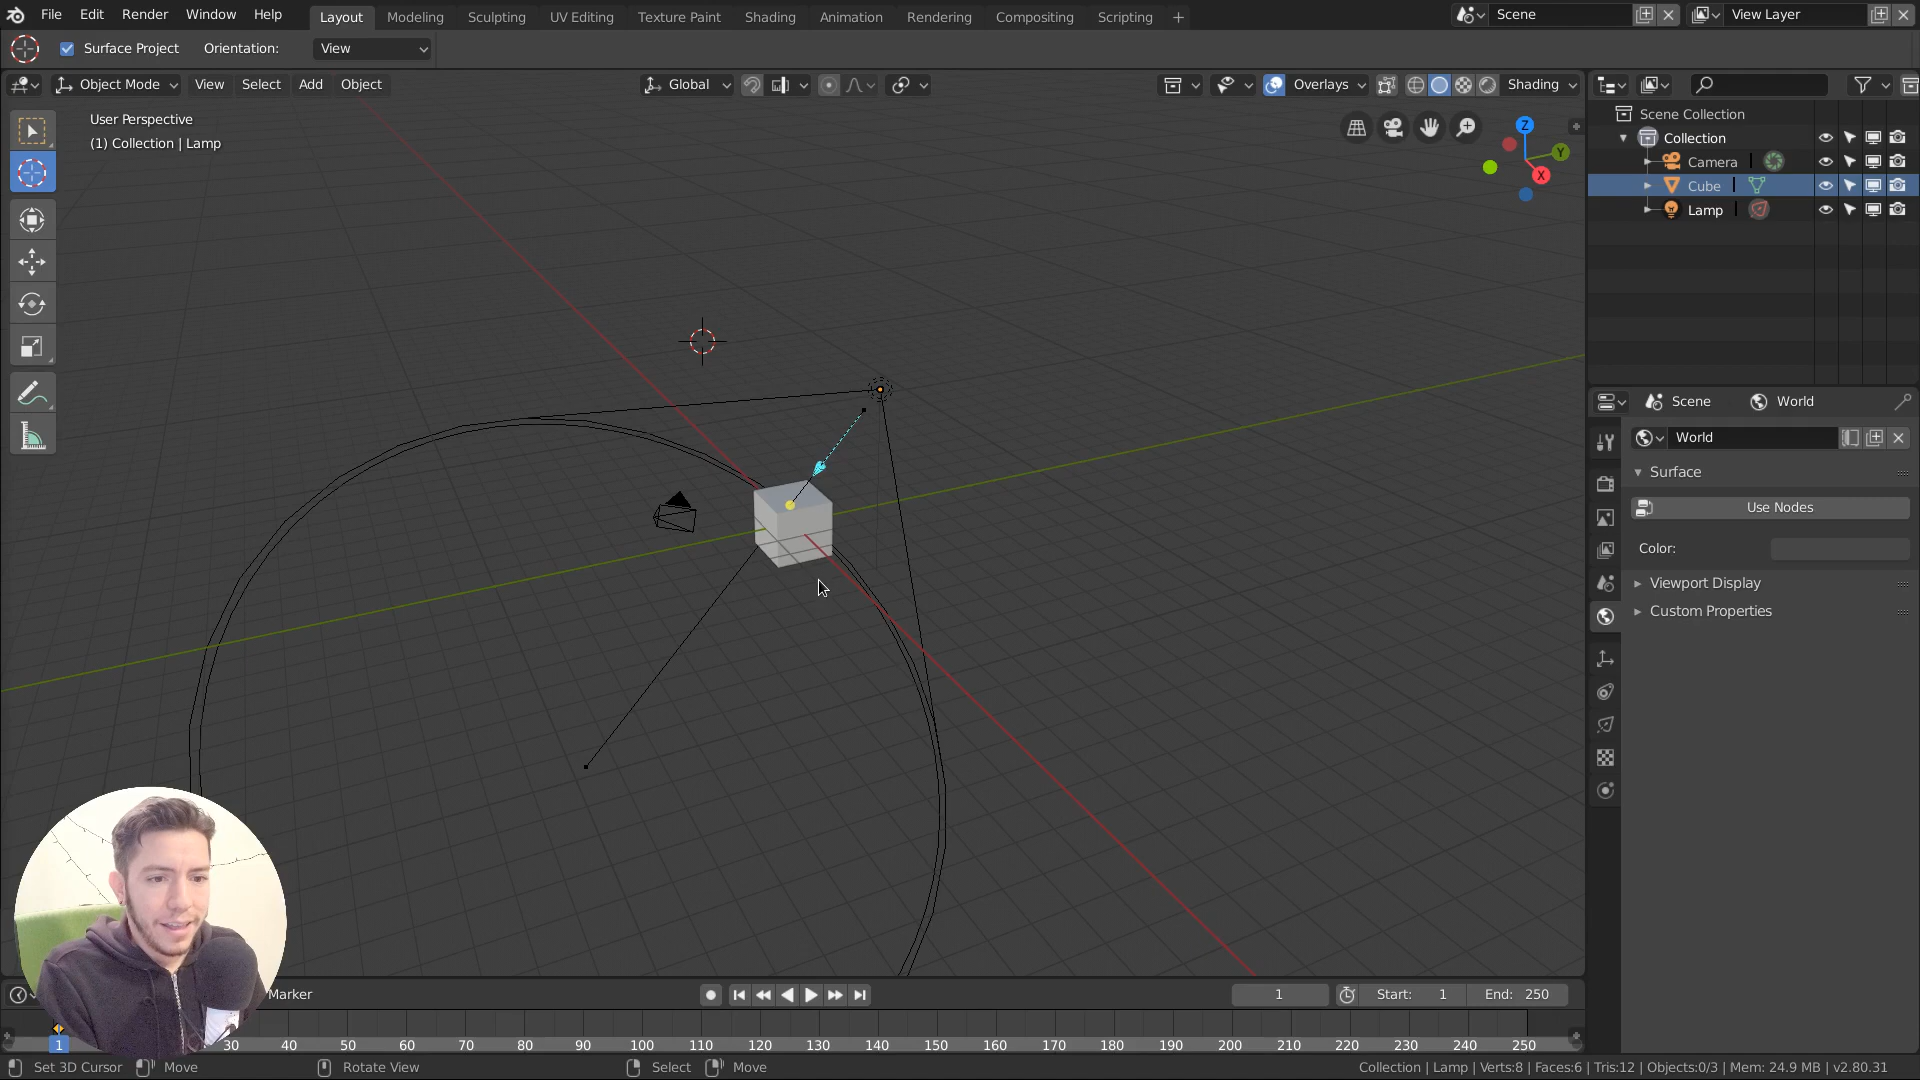 File Edit Render Window Help Layout Modeling Sculpting UV Editing Texture Paint Shading Animation Rendering Compositing Scripting + Scene View Layer
Surface Project Orientation: View
Object Mode View Select Add Object Global Overlays Shading
User Perspective
(1) Collection | Lamp
Z
Y
X
Scene Collection
Collection
Camera
Cube
Lamp
Scene World
World
Surface
Use Nodes
Color:
Viewport Display
Custom Properties
Marker 1 Start: 1 End: 250
1 30 40 50 60 70 80 90 100 110 120 130 140 150 160 170 180 190 200 210 220 230 240 250
Set 3D Cursor Move Rotate View Select Move Collection | Lamp | Verts:8 | Faces:6 | Tris:12 | Objects:0/3 | Mem: 24.9 MB | v2.80.31